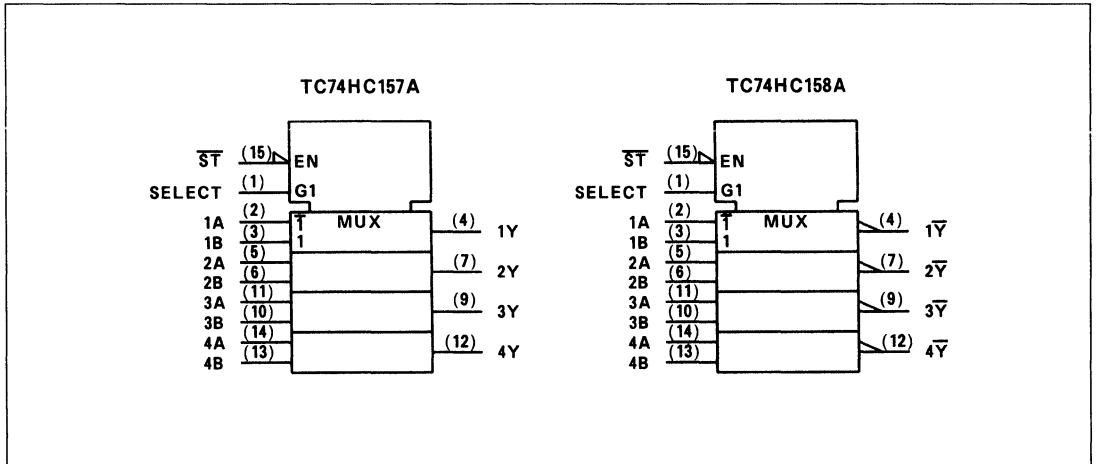 TC74HC157A
S̅T̅ (15) EN
SELECT (1) G1
1A (2) 1̅ MUX (4) 1Y
1B (3) 1
2A (5) (7) 2Y
2B (6)
3A (11) (9) 3Y
3B (10)
4A (14) (12) 4Y
4B (13)
TC74HC158A
S̅T̅ (15) EN
SELECT (1) G1
1A (2) 1̅ MUX (4) 1Y̅
1B (3) 1
2A (5) (7) 2Y̅
2B (6)
3A (11) (9) 3Y̅
3B (10)
4A (14) (12) 4Y̅
4B (13)